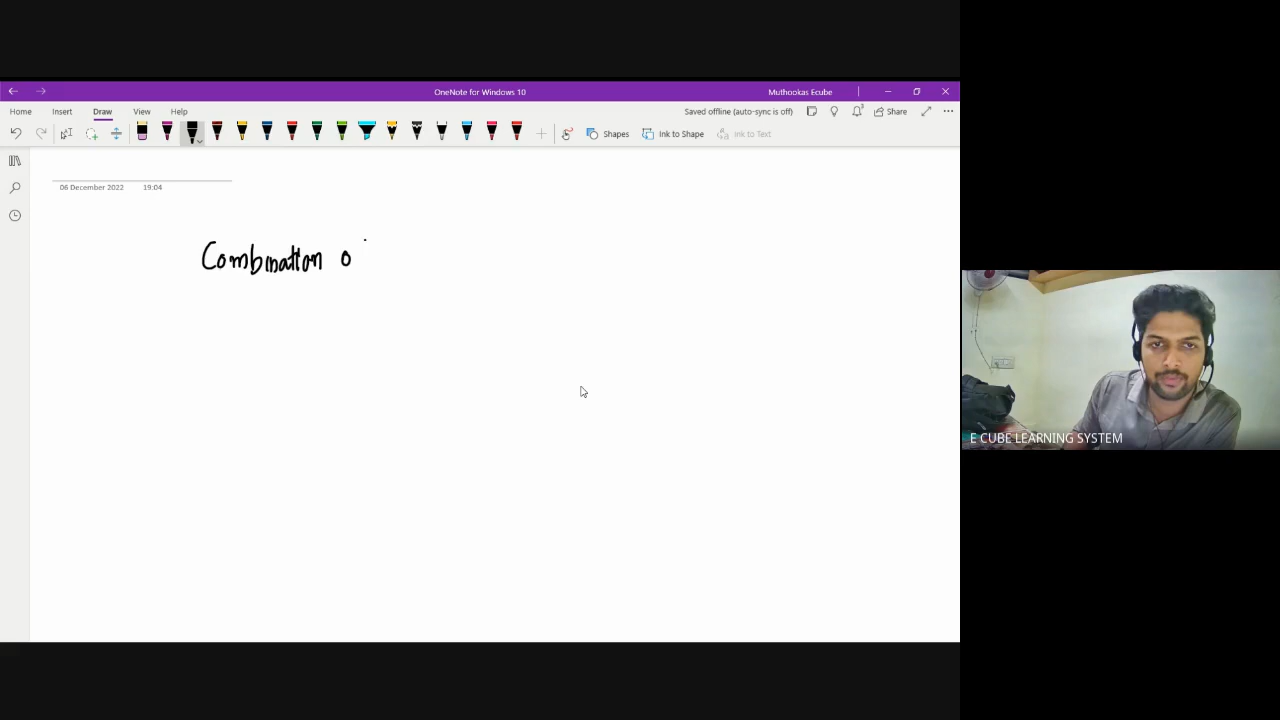 OneNote for Windows 10
Muthookas Ecube
Home Insert Draw View Help
Saved offline (auto-sync is off)
3
Share
Shapes
Ink to Shape
Ink to Text
06 December 2022 19:04
Combination o
E CUBE LEARNING SYSTEM